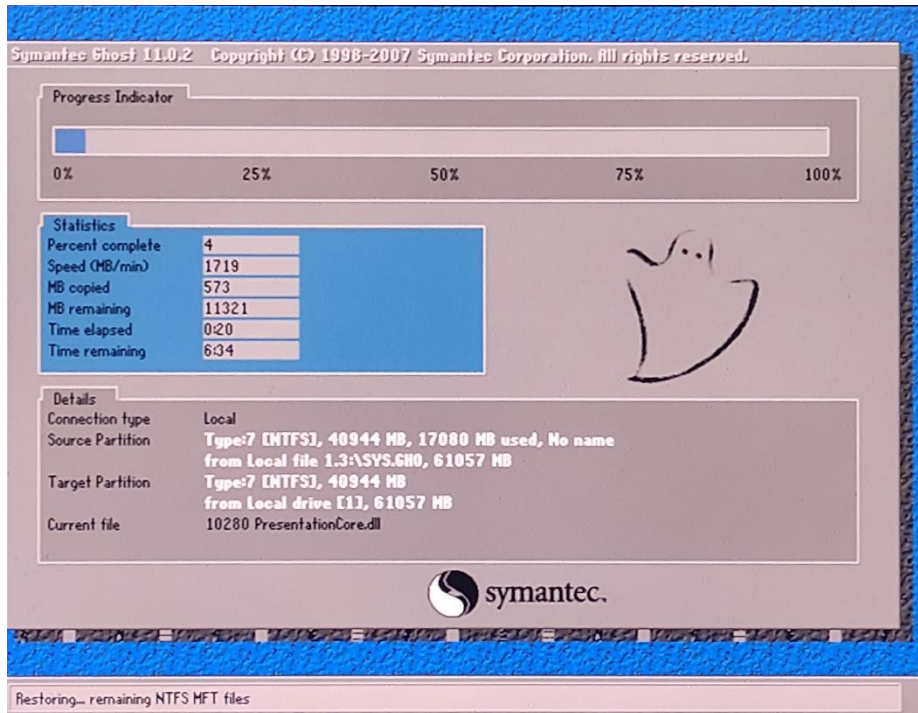 Symantec Ghost 11.0.2 Copyright (C) 1998-2007 Symantec Corporation. All rights reserved.
Progress Indicator
0% 25% 50% 75% 100%
Statistics
Percent complete 4
Speed (MB/min) 1719
MB copied 573
MB remaining 11321
Time elapsed 0:20
Time remaining 6:34
Details
Connection type Local
Source Partition Type:7 [NTFS], 40944 MB, 17080 MB used, No name
from Local file 1.3:\SYS.GHO, 61057 MB
Target Partition Type:7 [NTFS], 40944 MB
from Local drive [1], 61057 MB
Current file 10280 PresentationCore.dll
symantec.
Restoring... remaining NTFS MFT files